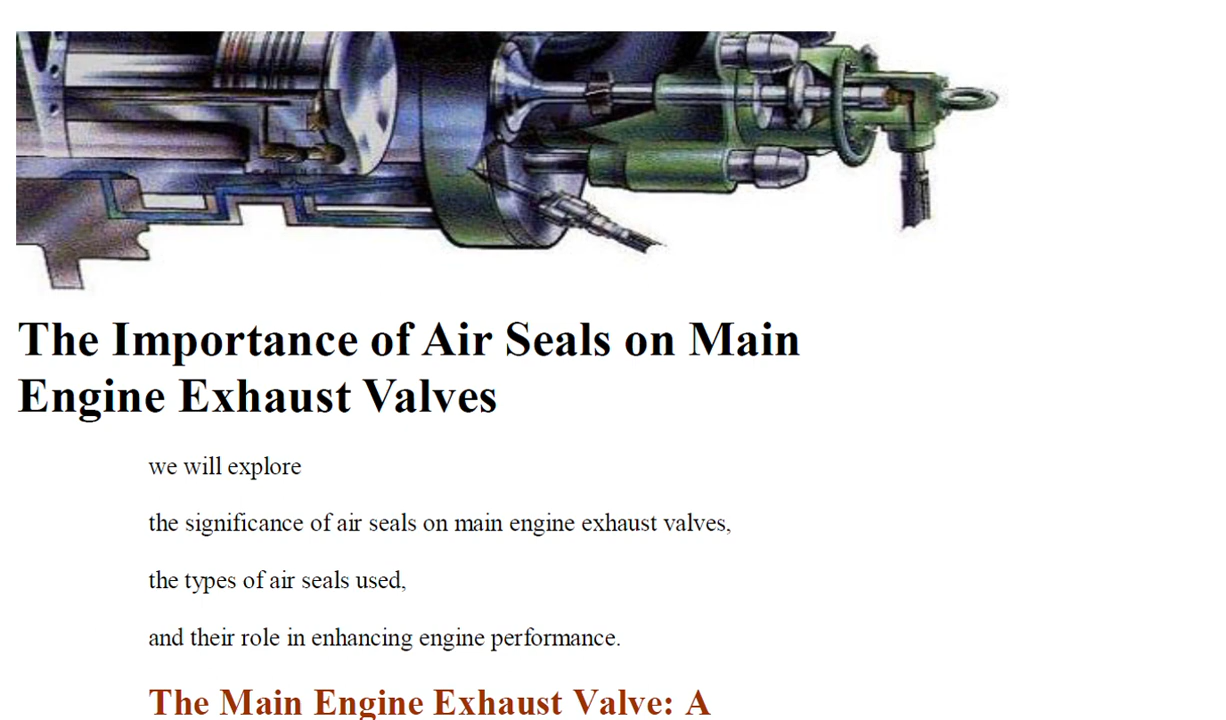 The Importance of Air Seals on Main
Engine Exhaust Valves
we will explore
the significance of air seals on main engine exhaust valves,
the types of air seals used,
and their role in enhancing engine performance.
The Main Engine Exhaust Valve: A